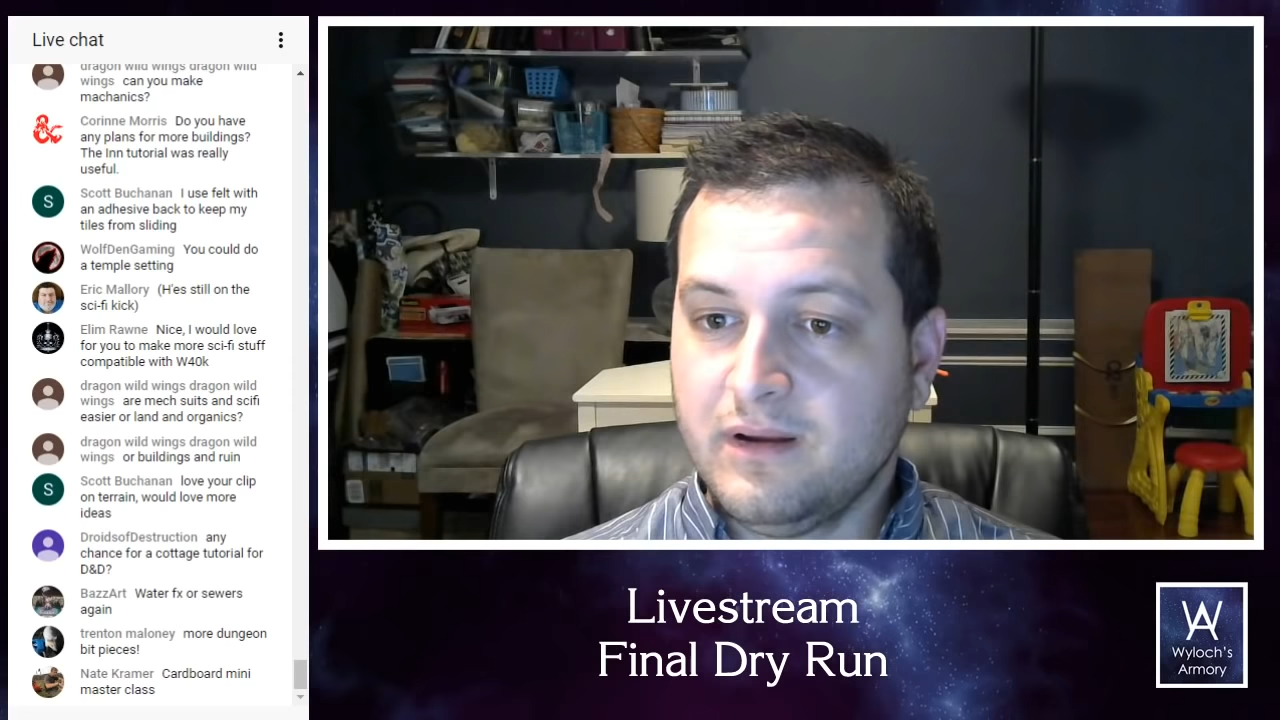 Live chat
dragon wild wings dragon wild
wings can you make
machanics?
Corinne Morris Do you have
any plans for more buildings?
The Inn tutorial was really
useful.
S
Scott Buchanan I use felt with
an adhesive back to keep my
tiles from sliding
WolfDenGaming You could do
a temple setting
Eric Mallory (H'es still on the
sci-fi kick)
Elim Rawne Nice, I would love
for you to make more sci-fi stuff
compatible with W40k
dragon wild wings dragon wild
wings are mech suits and scifi
easier or land and organics?
dragon wild wings dragon wild
wings or buildings and ruin
S
Scott Buchanan love your clip
on terrain, would love more
ideas
DroidsofDestruction any
chance for a cottage tutorial for
D&D?
BazzArt Water fx or sewers
again
trenton maloney more dungeon
bit pieces!
Nate Kramer Cardboard mini
master class
Livestream
Final Dry Run
WA
Wyloch's
Armory